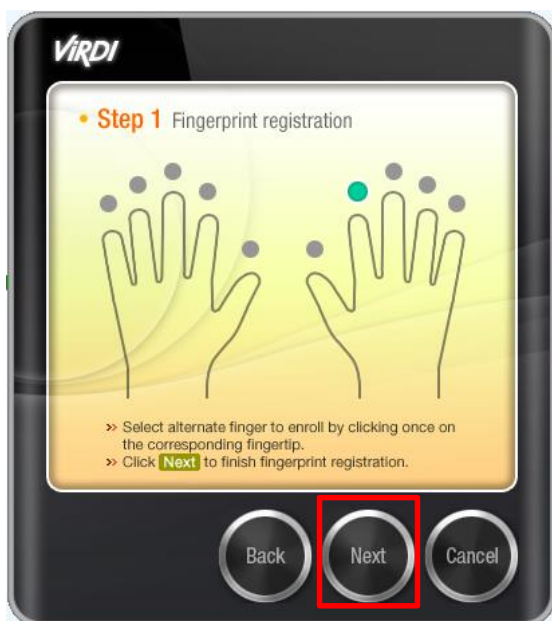 ViRDI
• Step 1 Fingerprint registration
» Select alternate finger to enroll by clicking once on
the corresponding fingertip.
» Click Next to finish fingerprint registration.
Back Next Cancel